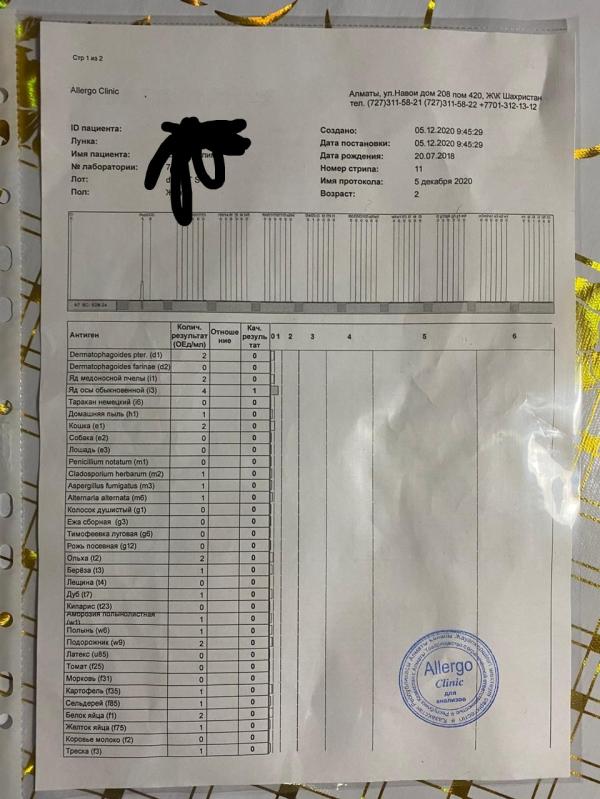 Стр 1 из 2
Allergo Clinic
Алматы, ул.Навои дом 208 пом 420, Ж\К Шахристан
тел. (727)311-58-21 (727)311-58-22 +7701-312-13-12
ID пациента:
Создано: 05.12.2020 9:45:29
Лунка:
Дата постановки: 05.12.2020 9:45:29
Имя пациента:
Дата рождения: 20.07.2018
№ лаборатории:
Номер стрипа: 11
Лот:
Имя протокола: 5 декабря 2020
Пол: Ж
Возраст: 2
Антиген Колич. результат (ОЕд/мл) Отноше ние Кач. резуль тат 0 1 2 3 4 5 6
Dermatophagoides pter. (d1) 2 0
Dermatophagoides farinae (d2) 0 0
Яд медоносной пчелы (i1) 2 0
Яд осы обыкновенной (i3) 4 1
Таракан немецкий (i6) 0 0
Домашняя пыль (h1) 1 0
Кошка (e1) 2 0
Собака (e2) 0 0
Лошадь (e3) 0 0
Penicillium notatum (m1) 0 0
Cladosporium herbarum (m2) 1 0
Aspergillus fumigatus (m3) 1 0
Alternaria alternata (m6) 1 0
Колосок душистый (g1) 0 0
Ежа сборная (g3) 0 0
Тимофеевка луговая (g6) 0 0
Рожь посевная (g12) 0 0
Ольха (t2) 2 0
Берёза (t3) 1 0
Лещина (t4) 0 0
Дуб (t7) 1 0
Кипарис (t23) 0 0
Амброзия полыннолистная (w1) 1 0
Полынь (w6) 1 0
Подорожник (w9) 2 0
Латекс (u85) 0 0
Томат (f25) 0 0
Морковь (f31) 0 0
Картофель (f35) 1 0
Сельдерей (f85) 1 0
Белок яйца (f1) 2 0
Желток яйца (f75) 1 0
Коровье молоко (f2) 0 0
Треска (f3) 1 0
Allergo
Clinic
для
анализов